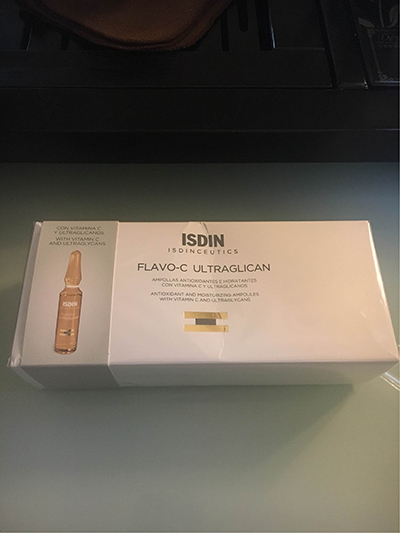 CON VITAMINA C
Y ULTRAGLICANOS
WITH VITAMIN C
AND ULTRAGLYCANS
ISDIN
ISDIN
ISDINCEUTICS
FLAVO-C ULTRAGLICAN
AMPOLLAS ANTIOXIDANTES E HIDRATANTES
CON VITAMINA C Y ULTRAGLICANOS
ANTIOXIDANT AND MOISTURIZING AMPOULES
WITH VITAMIN C AND ULTRAGLYCANS